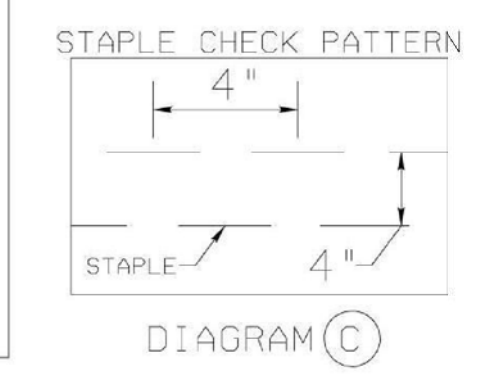 STAPLE CHECK PATTERN
4"
STAPLE
4"
DIAGRAM C